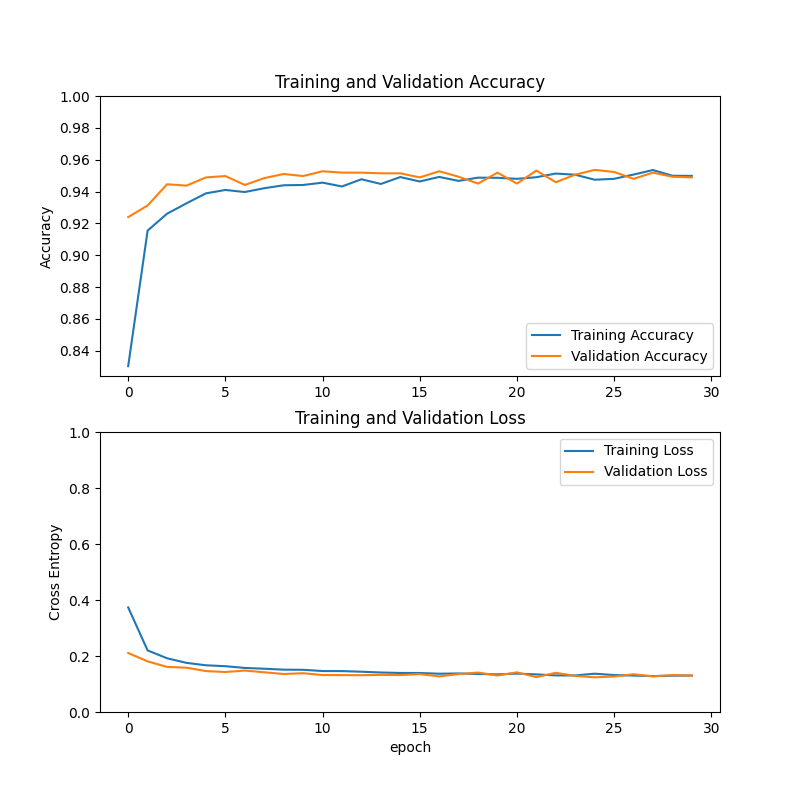 Training and Validation Accuracy
1.00
0.98
0.96
0.94
0.92
0.90
0.88
0.86
0.84
Accuracy
Training Accuracy
Validation Accuracy
0 5 10 15 20 25 30
Training and Validation Loss
1.0
0.8
0.6
0.4
0.2
0.0
Cross Entropy
Training Loss
Validation Loss
0 5 10 15 20 25 30
epoch